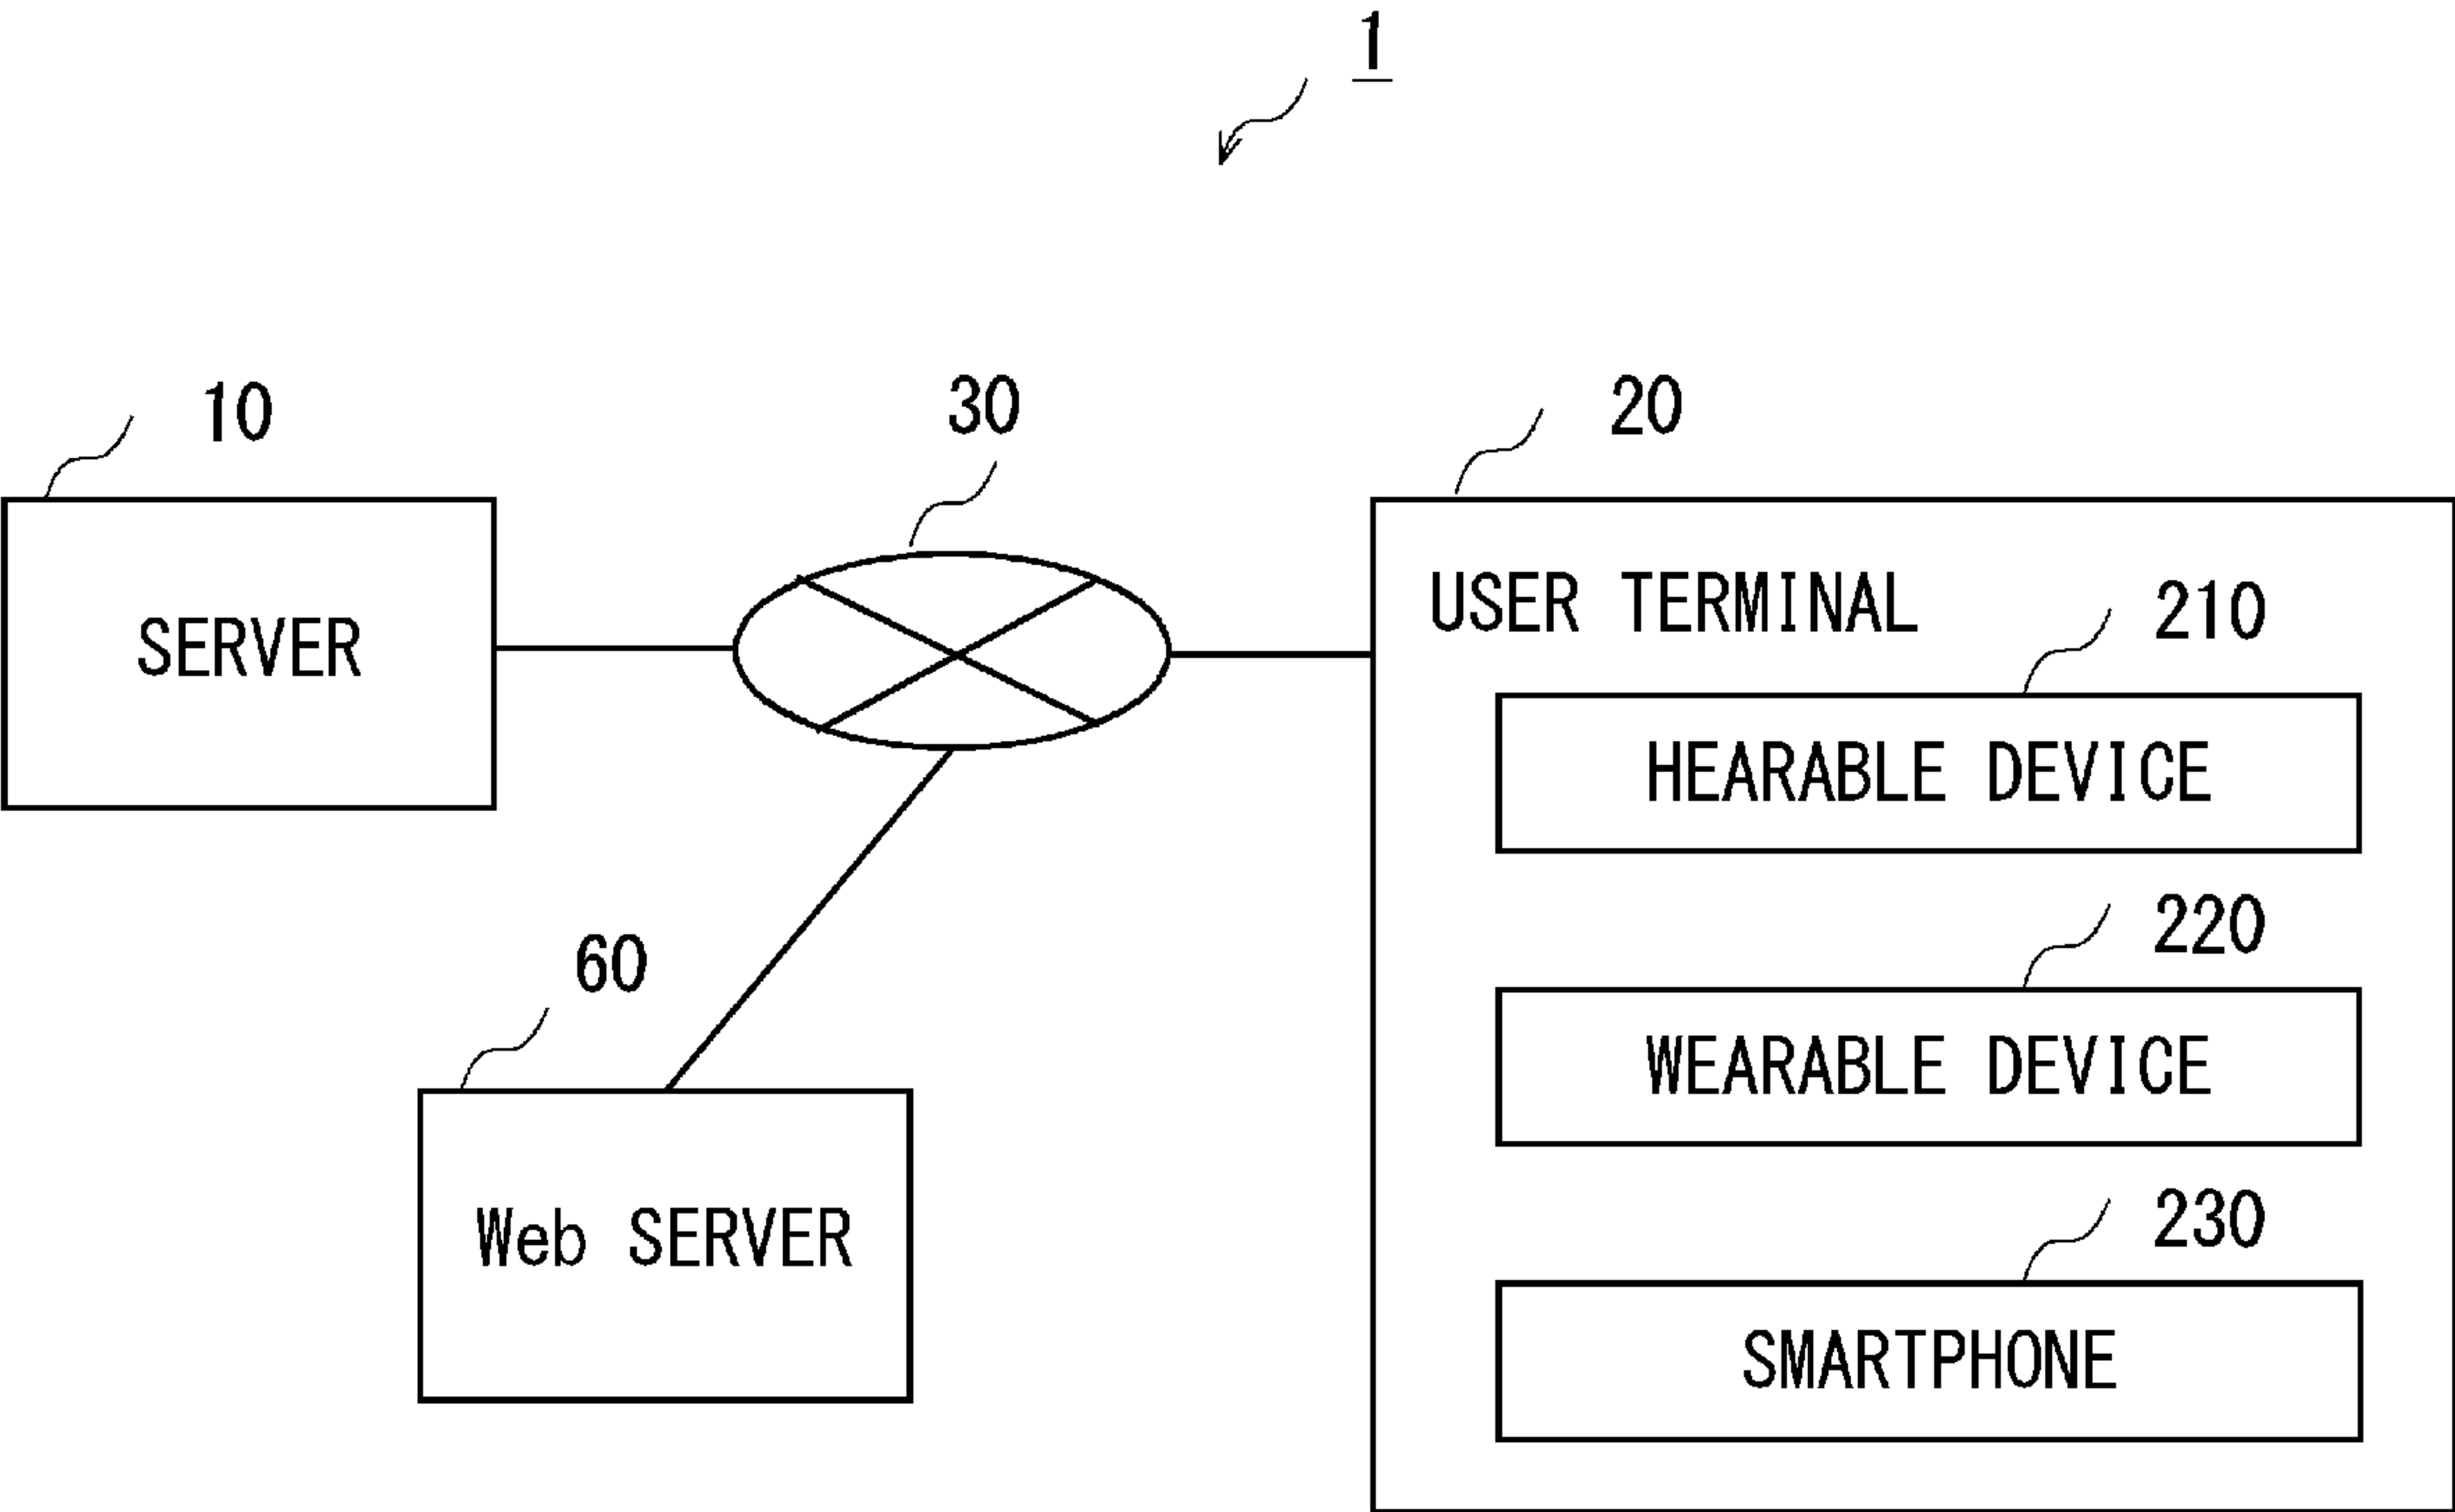 1
10
30
20
SERVER
USER TERMINAL
210
HEARABLE DEVICE
220
WEARABLE DEVICE
60
Web SERVER
230
SMARTPHONE